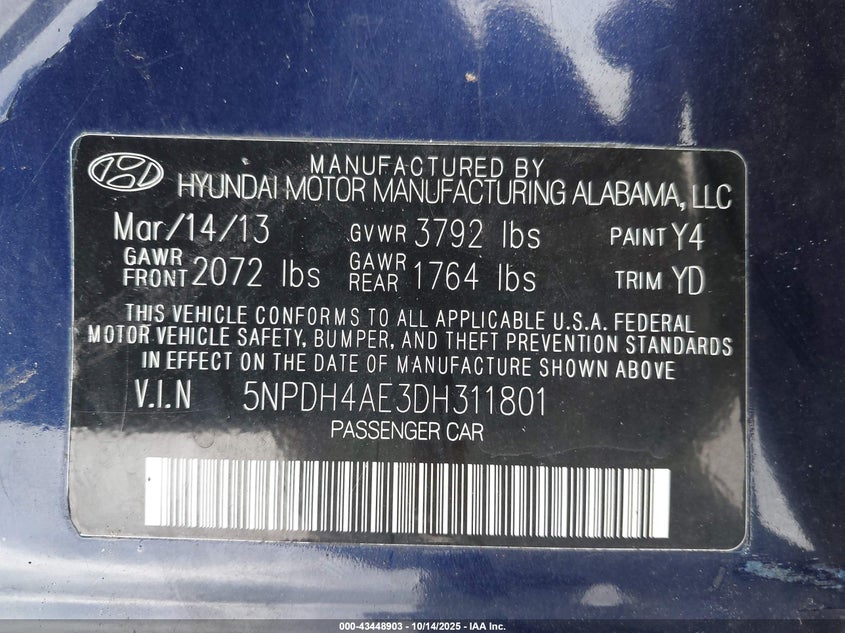 MANUFACTURED BY
HYUNDAI MOTOR MANUFACTURING ALABAMA, LLC
Mar/14/13 GVWR 3792 lbs PAINT Y4
GAWR FRONT 2072 lbs GAWR REAR 1764 lbs TRIM YD
THIS VEHICLE CONFORMS TO ALL APPLICABLE U.S.A. FEDERAL
MOTOR VEHICLE SAFETY, BUMPER, AND THEFT PREVENTION STANDARDS
IN EFFECT ON THE DATE OF MANUFACTURE SHOWN ABOVE
V.I.N 5NPDH4AE3DH311801
PASSENGER CAR
000-43448903 - 10/14/2025 - IAA Inc.